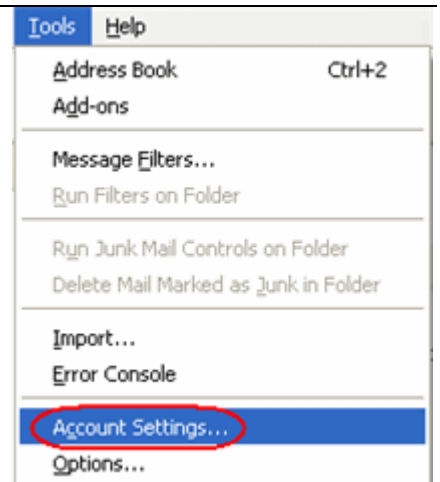 Tools Help
Address Book Ctrl+2
Add-ons
Message Filters...
Run Filters on Folder
Run Junk Mail Controls on Folder
Delete Mail Marked as Junk in Folder
Import...
Error Console
Account Settings...
Options...